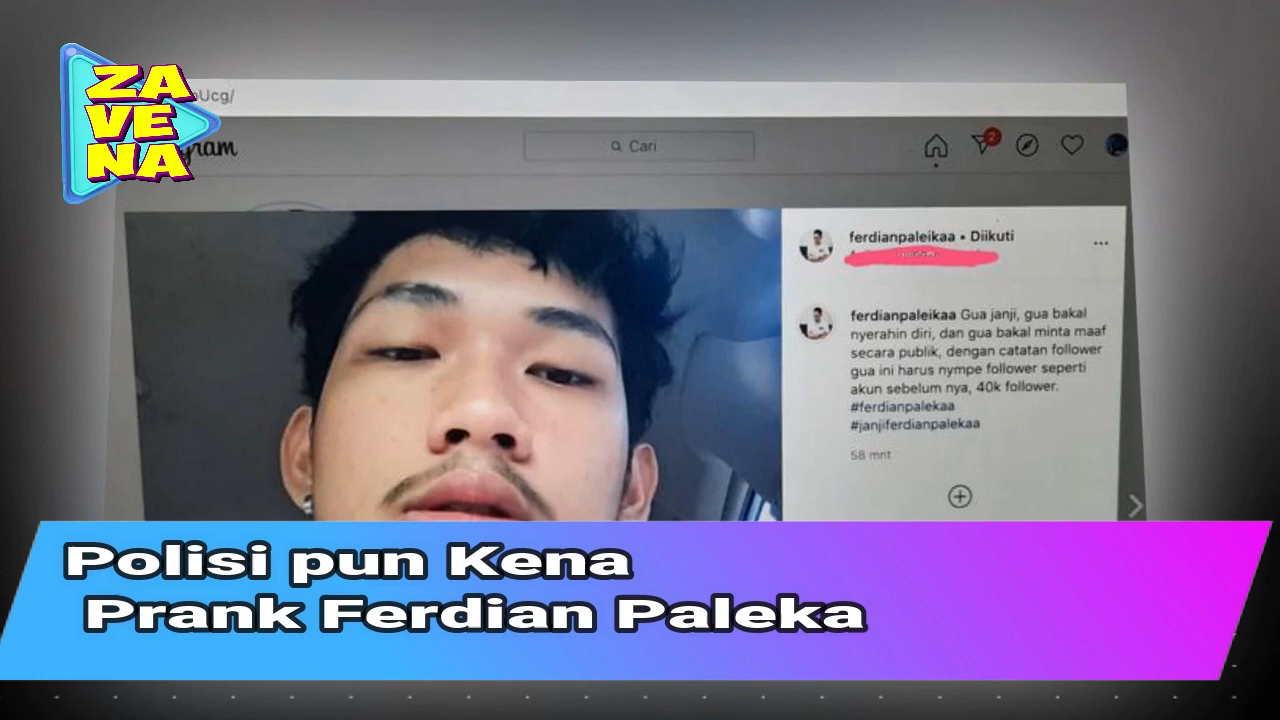 ZA
VE
NA
Ucg/
gram
Cari
2
ferdianpaleikaa • Diikuti
ferdianpaleikaa Gua janji, gua bakal
nyerahin diri, dan gua bakal minta maaf
secara publik, dengan catatan follower
gua ini harus nympe follower seperti
akun sebelum nya, 40k follower.
#ferdianpalekaa
#janjiferdianpalekaa
58 mnt
Polisi pun Kena
Prank Ferdian Paleka